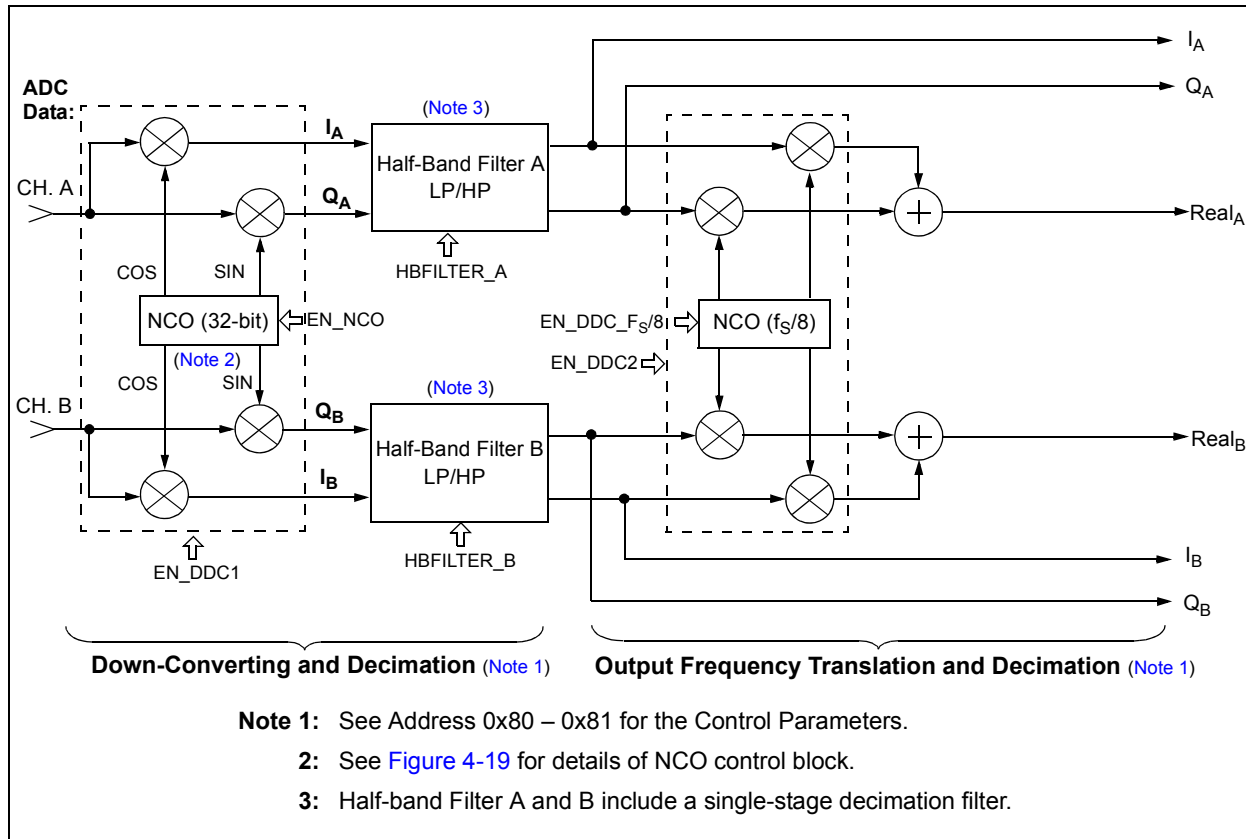 I_A
Q_A
ADC
Data:
(Note 3)
I_A
Half-Band Filter A
LP/HP
CH. A
Q_A
Real_A
HBFILTER_A
COS
SIN
NCO (32-bit)
EN_NCO
EN_DDC_F_S/8
NCO (f_S/8)
(Note 2)
EN_DDC2
COS
SIN
(Note 3)
CH. B
Q_B
Half-Band Filter B
LP/HP
Real_B
I_B
HBFILTER_B
EN_DDC1
I_B
Q_B
Down-Converting and Decimation (Note 1)
Output Frequency Translation and Decimation (Note 1)
Note 1: See Address 0x80 – 0x81 for the Control Parameters.
2: See Figure 4-19 for details of NCO control block.
3: Half-band Filter A and B include a single-stage decimation filter.